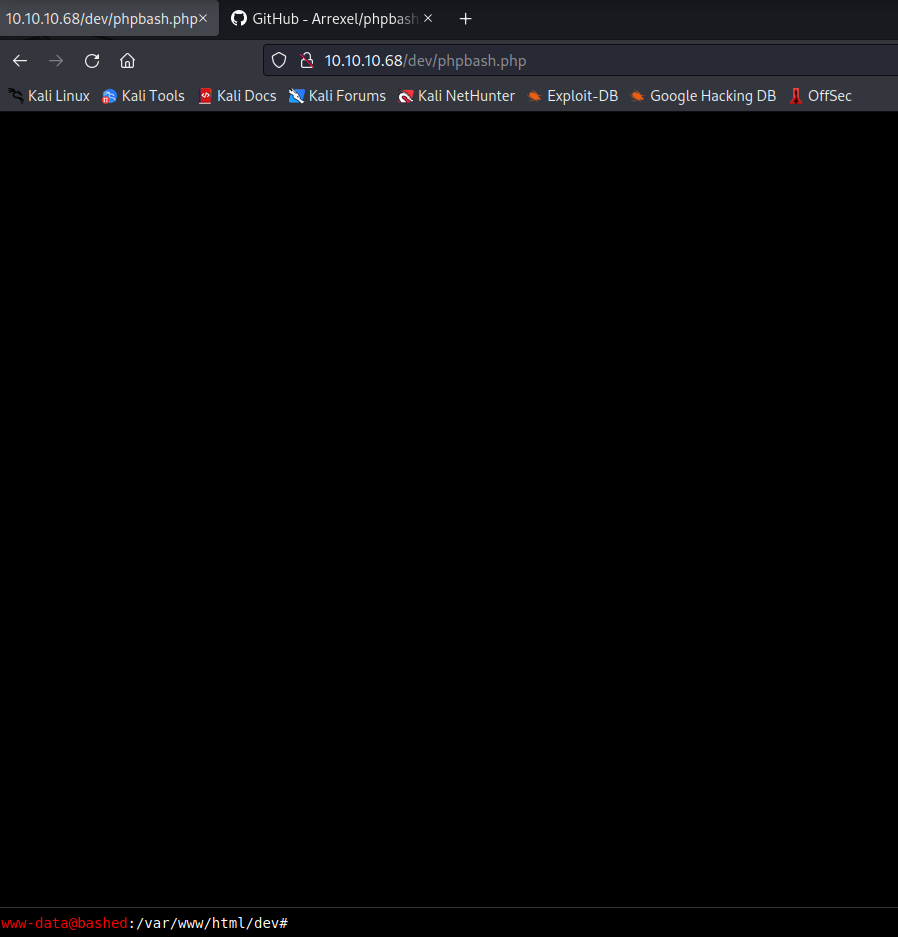 10.10.10.68/dev/phpbash.php
GitHub - Arrexel/phpbash
10.10.10.68/dev/phpbash.php
Kali Linux Kali Tools Kali Docs Kali Forums Kali NetHunter Exploit-DB Google Hacking DB OffSec
www-data@bashed:/var/www/html/dev#